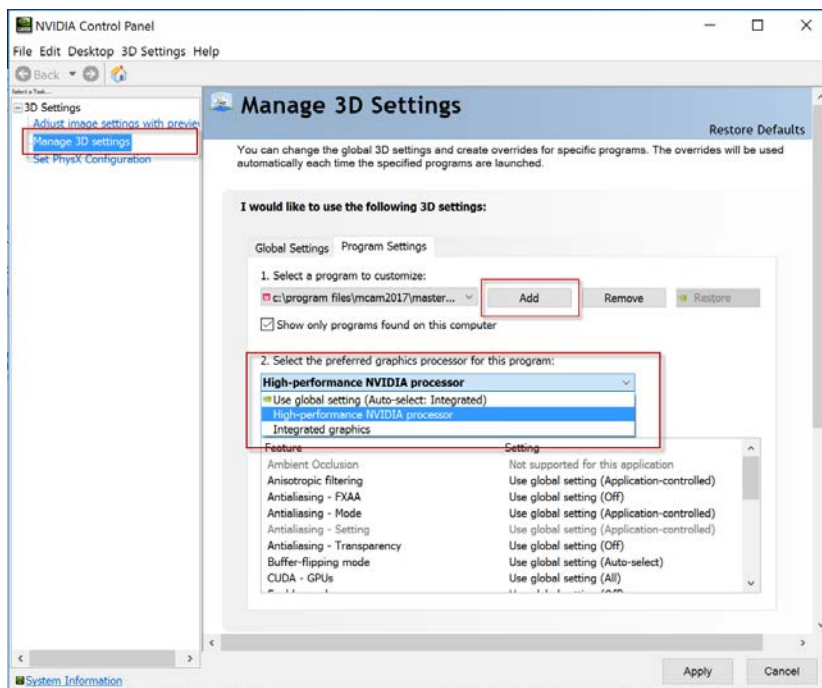 NVIDIA Control Panel
File Edit Desktop 3D Settings Help
Back
Select a Task...
3D Settings
Adjust image settings with preview
Manage 3D settings
Set PhysX Configuration
Manage 3D Settings
Restore Defaults
You can change the global 3D settings and create overrides for specific programs. The overrides will be used
automatically each time the specified programs are launched.
I would like to use the following 3D settings:
Global Settings Program Settings
1. Select a program to customize:
c:\program files\mcam2017\master... Add Remove Restore
Show only programs found on this computer
2. Select the preferred graphics processor for this program:
High-performance NVIDIA processor
Use global setting (Auto-select: Integrated)
High-performance NVIDIA processor
Integrated graphics
Feature Setting
Ambient Occlusion Not supported for this application
Anisotropic filtering Use global setting (Application-controlled)
Antialiasing - FXAA Use global setting (Off)
Antialiasing - Mode Use global setting (Application-controlled)
Antialiasing - Setting Use global setting (Application-controlled)
Antialiasing - Transparency Use global setting (Off)
Buffer-flipping mode Use global setting (Auto-select)
CUDA - GPUs Use global setting (All)
Apply Cancel
System Information